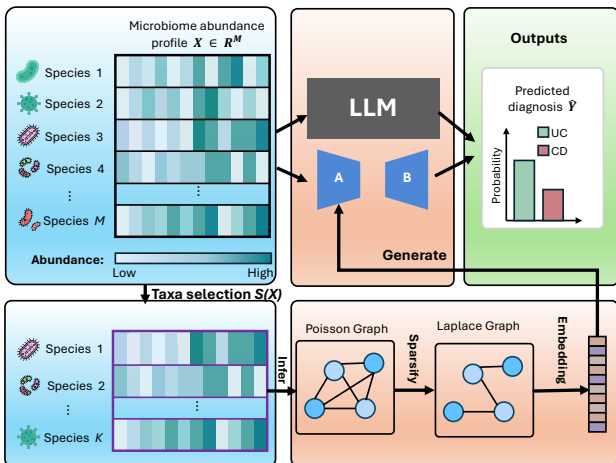 Microbiome abundance
profile X ∈ R^M
Species 1
Species 2
Species 3
Species 4
⋮
⋮
Species M
Abundance:
Low
High
LLM
A
B
Outputs
Predicted
diagnosis Ŷ
UC
CD
Probability
Generate
Taxa selection S(X)
Species 1
Species 2
⋮
⋮
Species K
Infer
Poisson Graph
Sparsify
Laplace Graph
Embedding